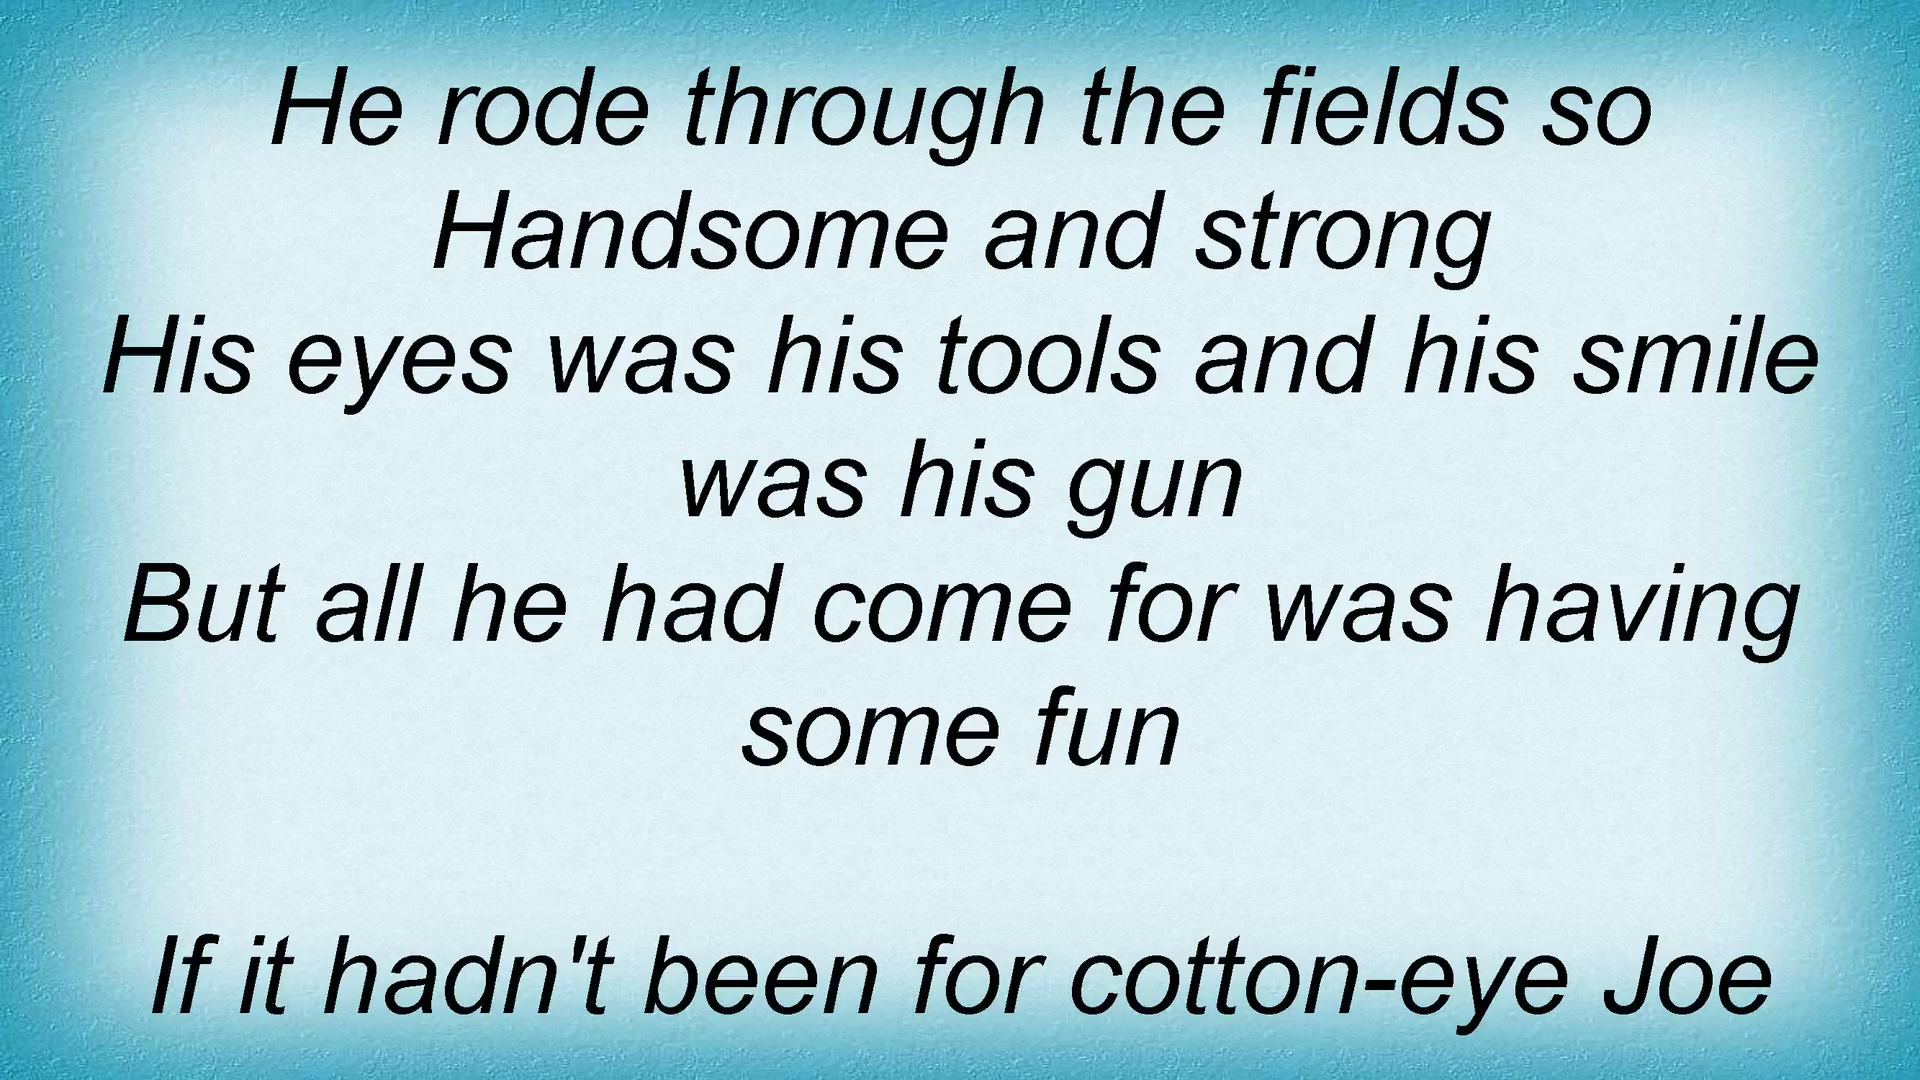 He rode through the fields so
Handsome and strong
His eyes was his tools and his smile
was his gun
But all he had come for was having
some fun
If it hadn't been for cotton-eye Joe